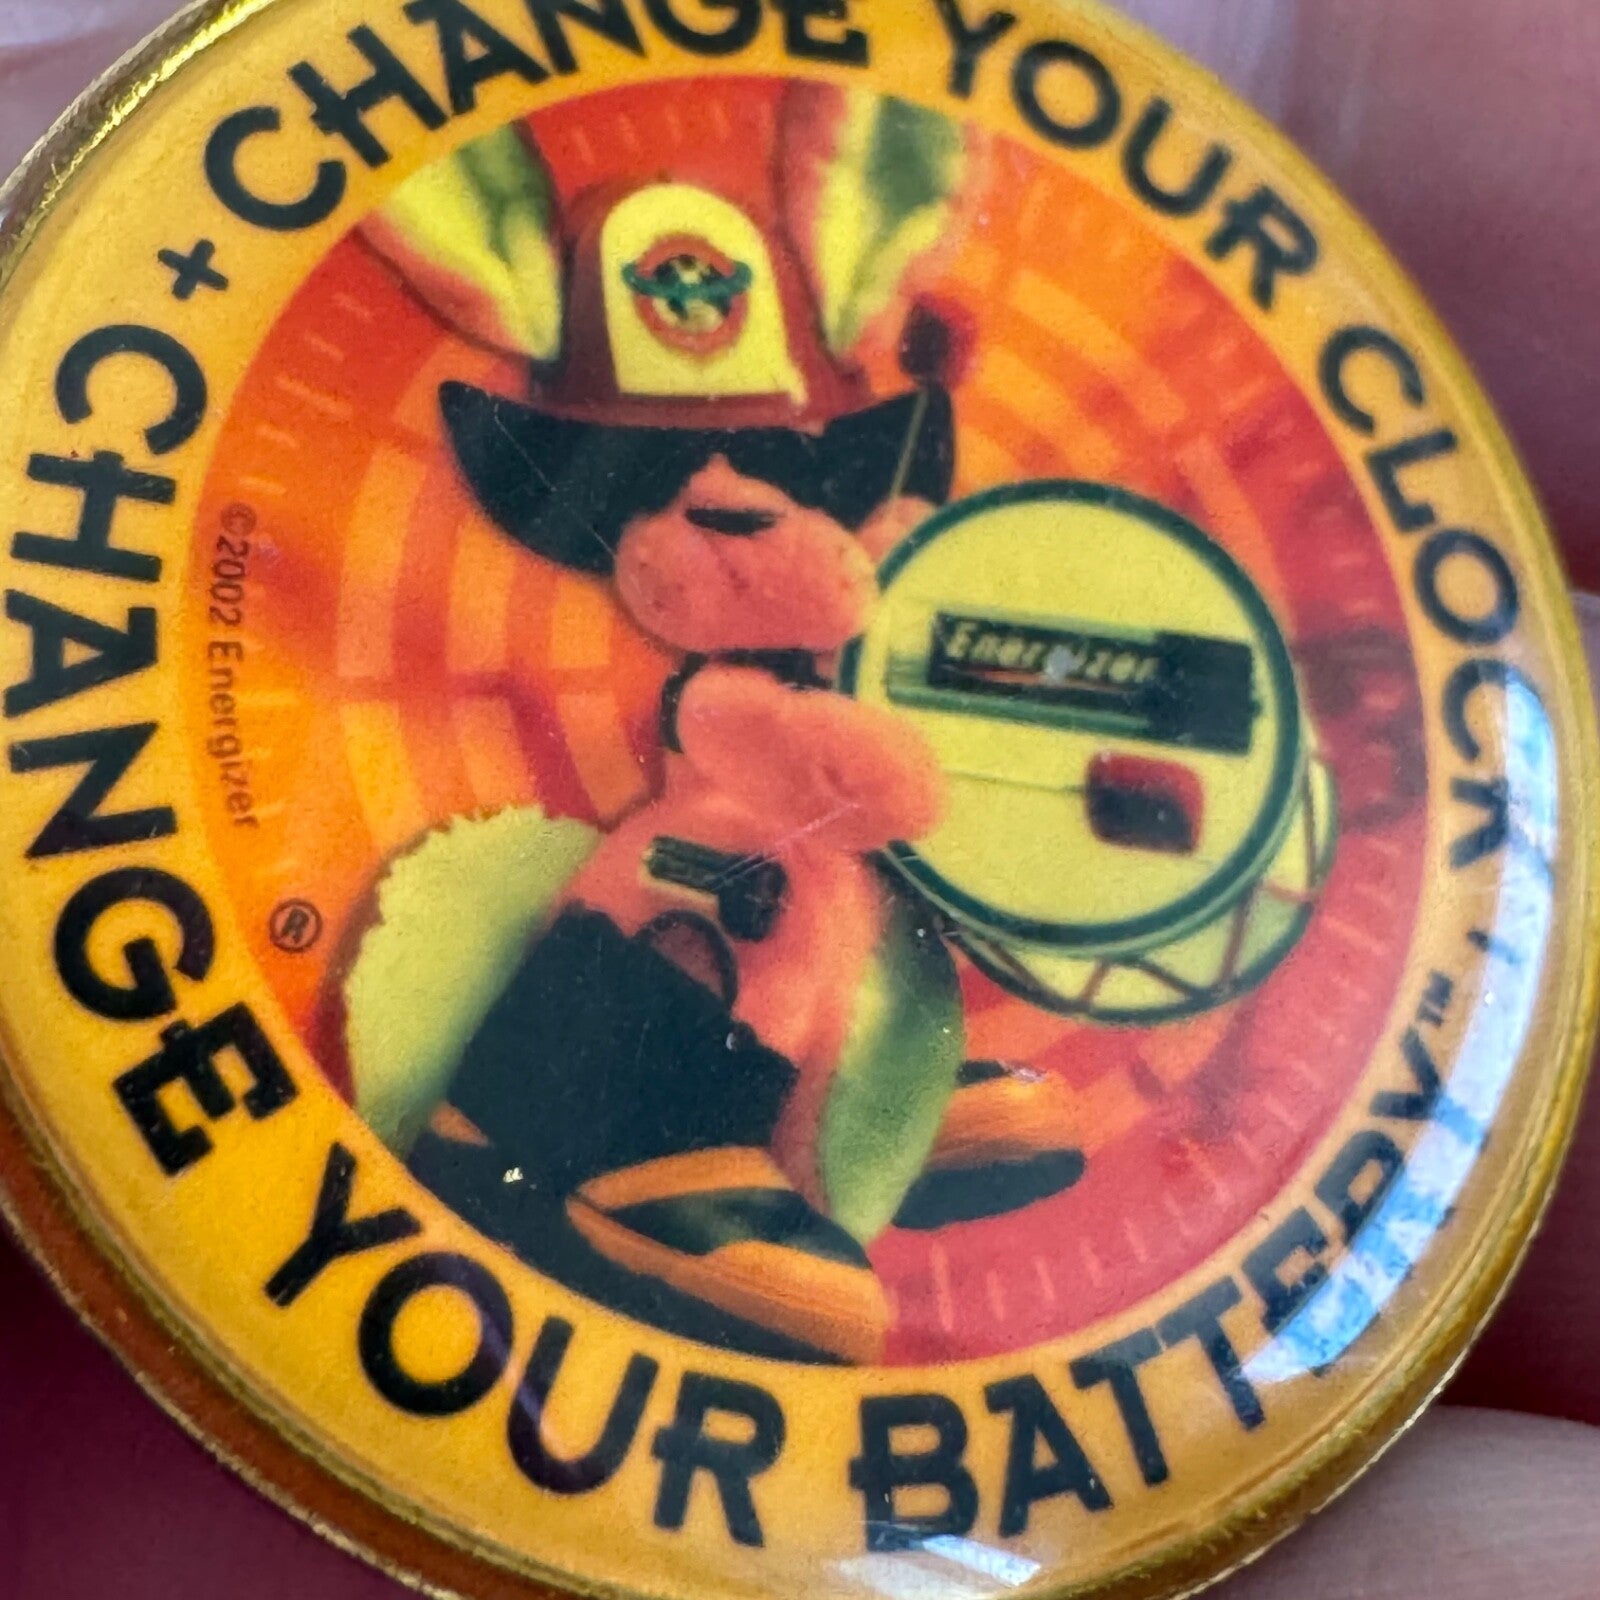 + CHANGE YOUR CLOCK,
CHANGE YOUR BATTERY™
©2002 Energizer
®
Energizer